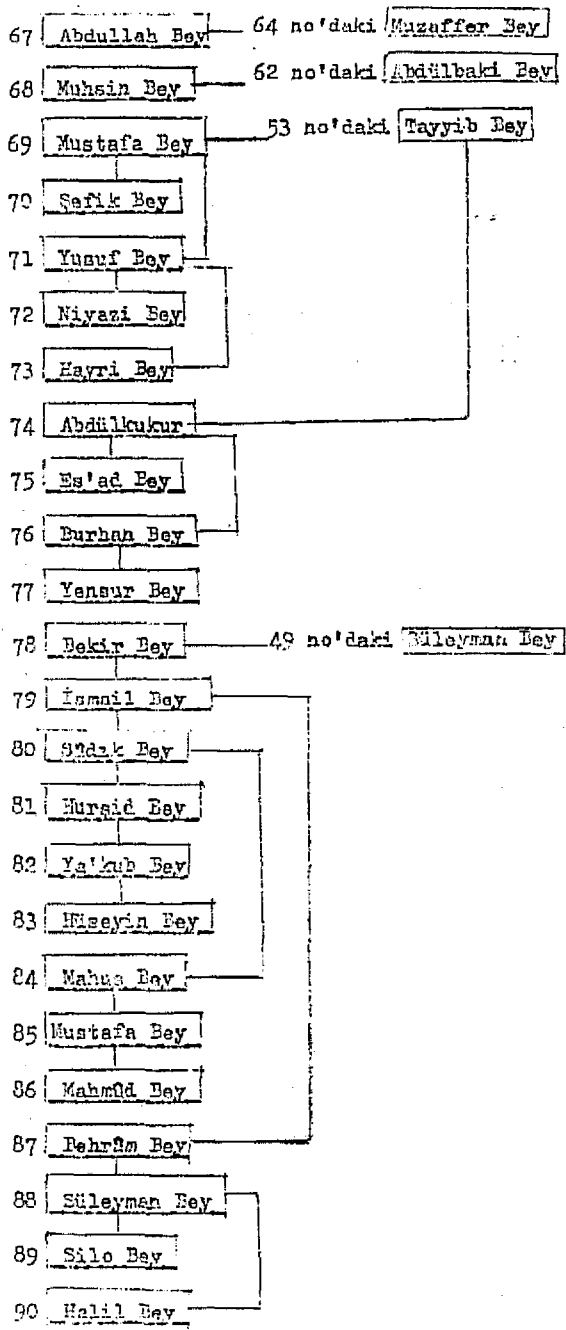 67 Abdullah Bey 64 no'daki Muzaffer Bey
68 Muhsin Bey 62 no'daki Abdülbaki Bey
69 Mustafa Bey 53 no'daki Tayyib Bey
70 Şefik Bey
71 Yusuf Bey
72 Niyazi Bey
73 Hayri Bey
74 Abdülkukur
75 Es'ad Bey
76 Burhan Bey
77 Yensur Bey
78 Bekir Bey 49 no'daki Süleyman Bey
79 İsmail Bey
80 Bey
81 Hurşid Bey
82 Ya'kub Bey
83 Hüseyin Bey
84 Bey
85 Mustafa Bey
86 Mahmûd Bey
87 Behrâm Bey
88 Süleyman Bey
89 Silo Bey
90 Halil Bey